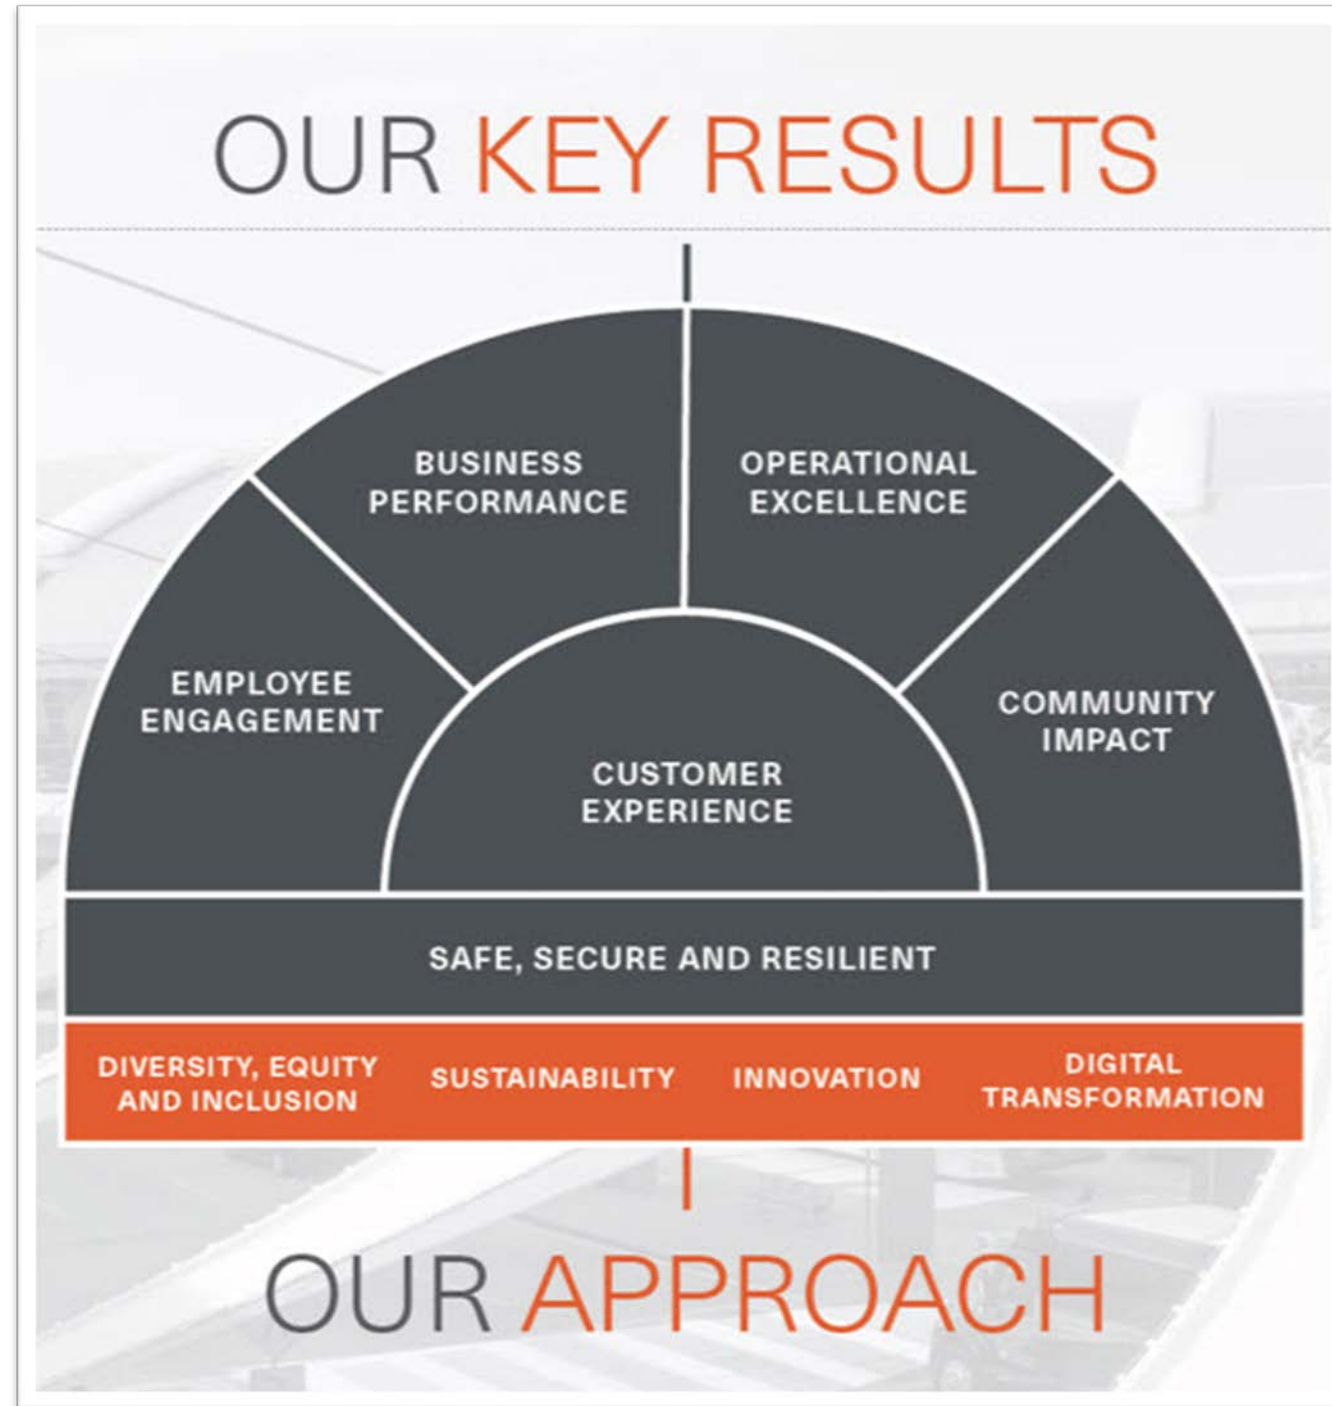 OUR KEY RESULTS
BUSINESS
PERFORMANCE
OPERATIONAL
EXCELLENCE
EMPLOYEE
ENGAGEMENT
COMMUNITY
IMPACT
CUSTOMER
EXPERIENCE
SAFE, SECURE AND RESILIENT
DIVERSITY, EQUITY
AND INCLUSION
SUSTAINABILITY
INNOVATION
DIGITAL
TRANSFORMATION
OUR APPROACH